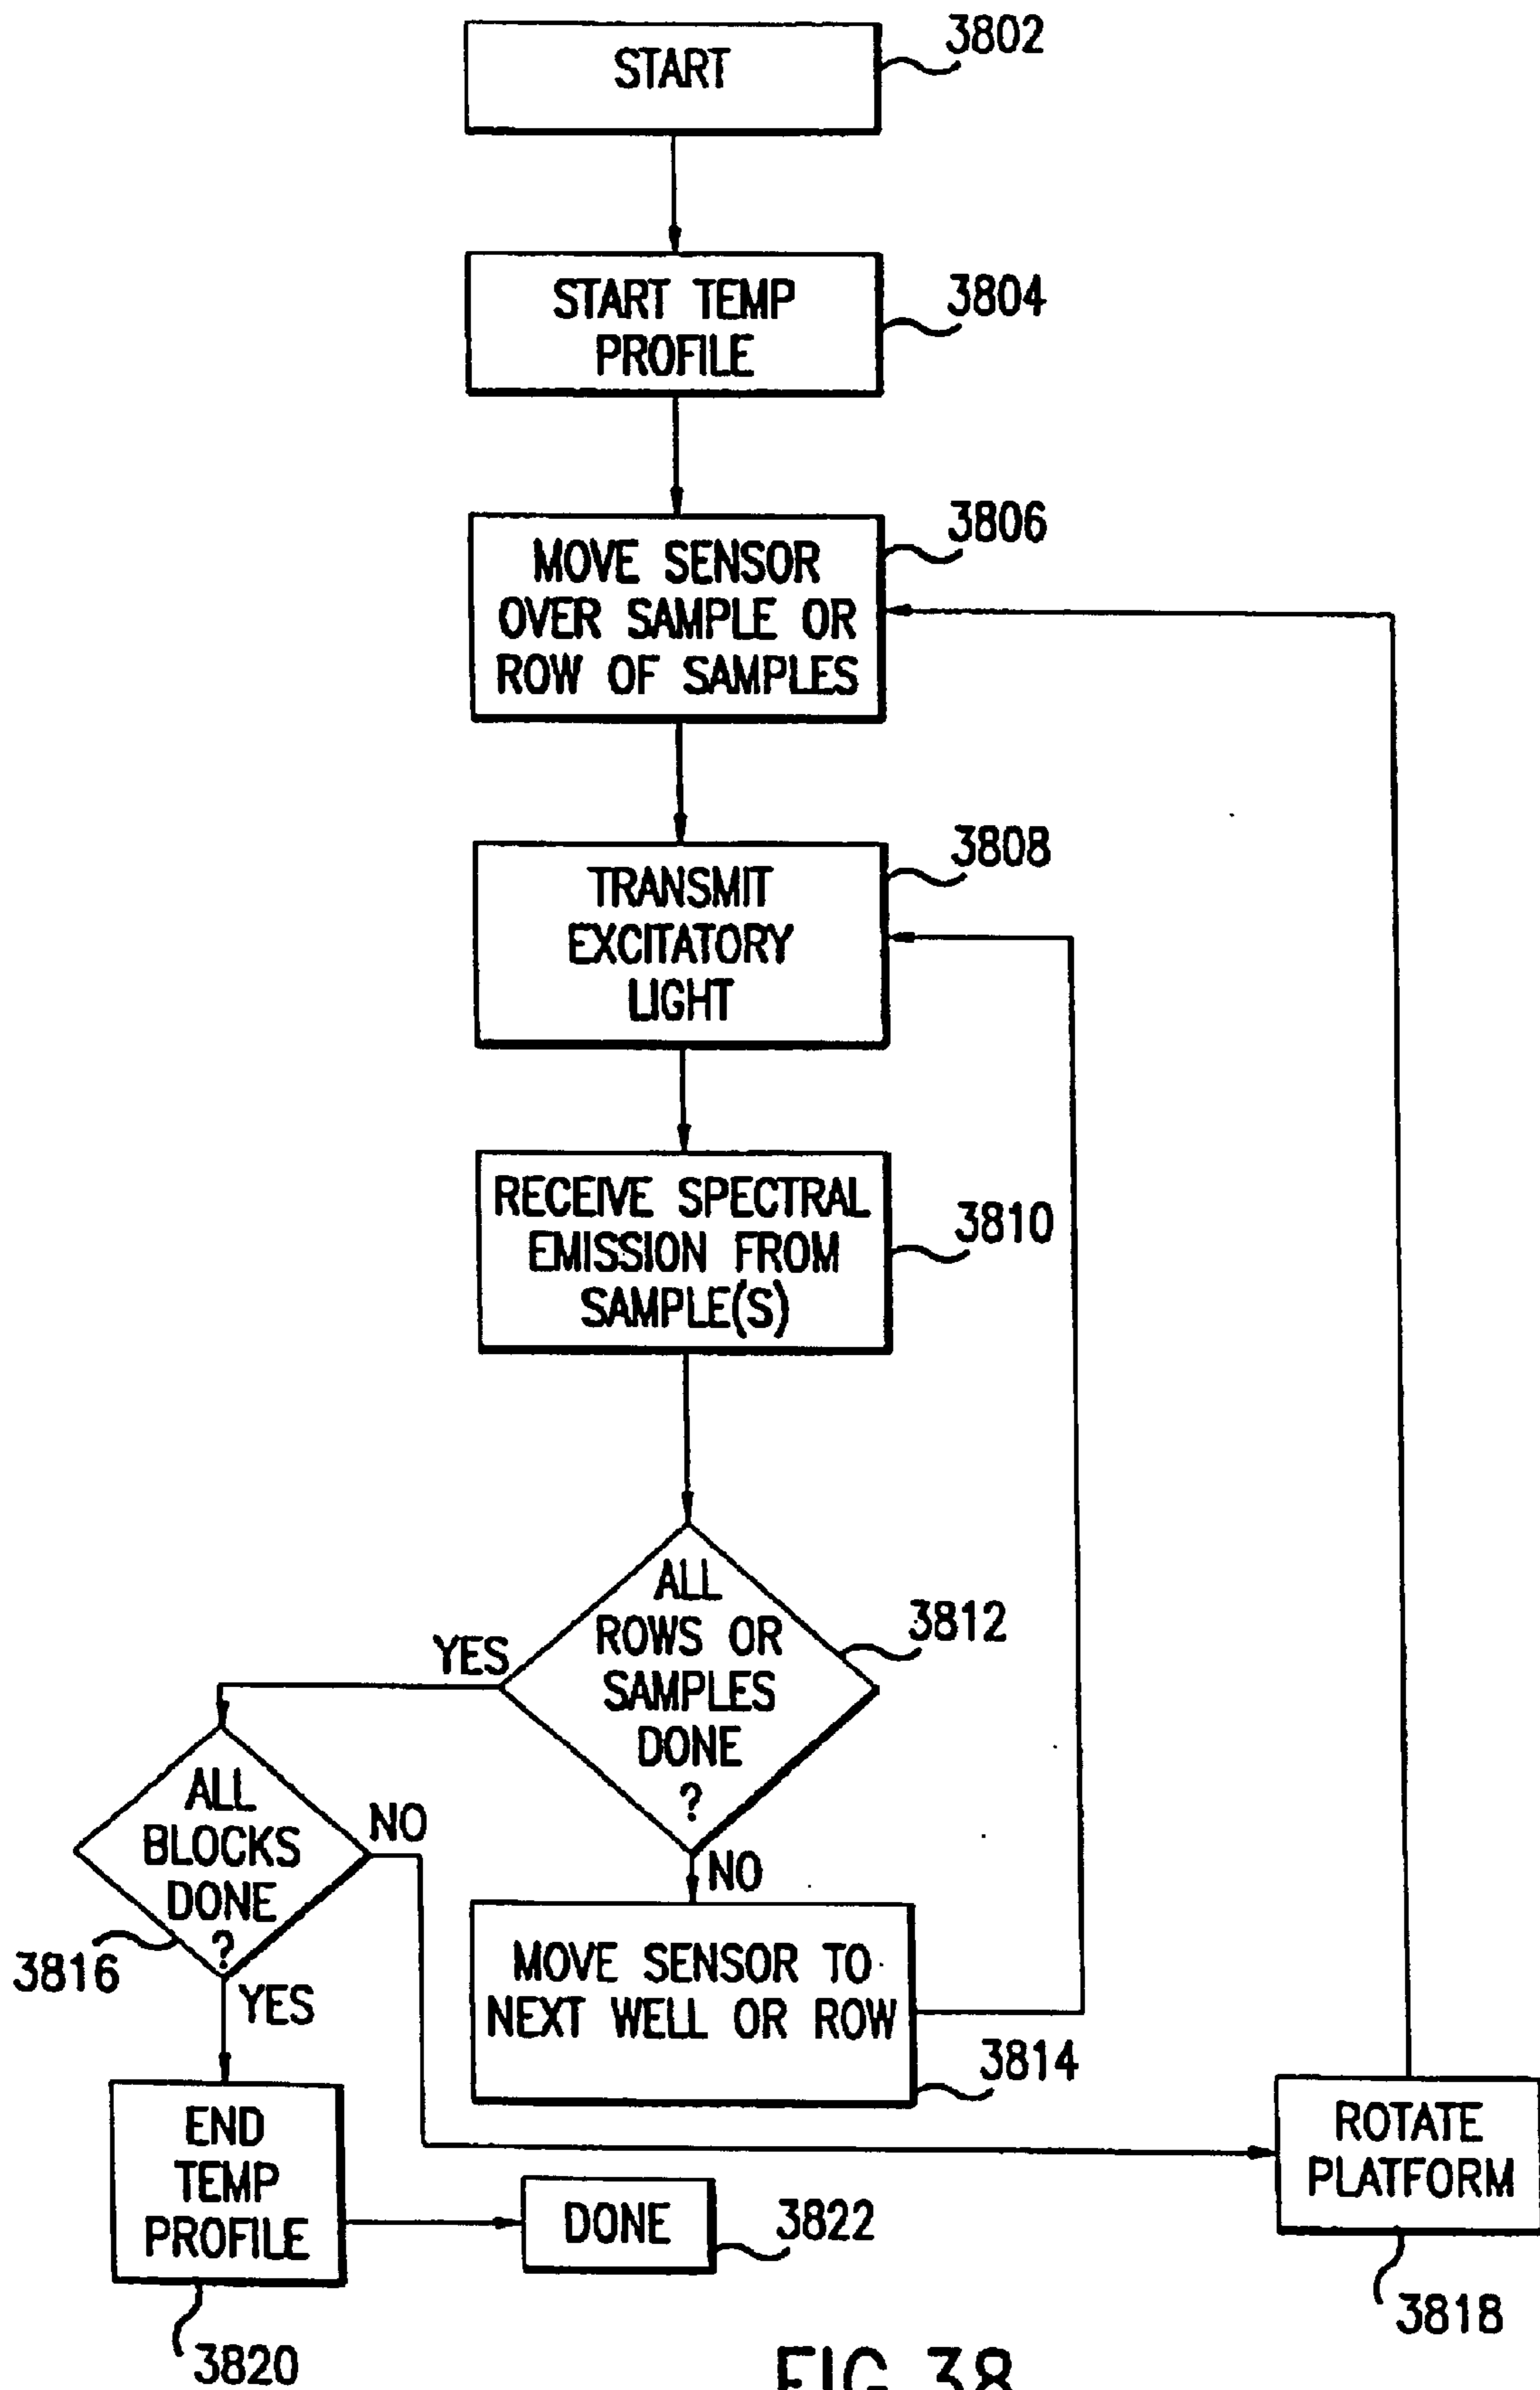 START
3802
START TEMP
PROFILE
3804
MOVE SENSOR
OVER SAMPLE OR
ROW OF SAMPLES
3806
TRANSMIT
EXCITATORY
LIGHT
3808
RECEIVE SPECTRAL
EMISSION FROM
SAMPLE(S)
3810
ALL
ROWS OR
SAMPLES
DONE
?
3812
YES
NO
ALL
BLOCKS
DONE
?
3816
NO
YES
MOVE SENSOR TO
NEXT WELL OR ROW
3814
END
TEMP
PROFILE
3820
DONE
3822
ROTATE
PLATFORM
3818
FIG.38